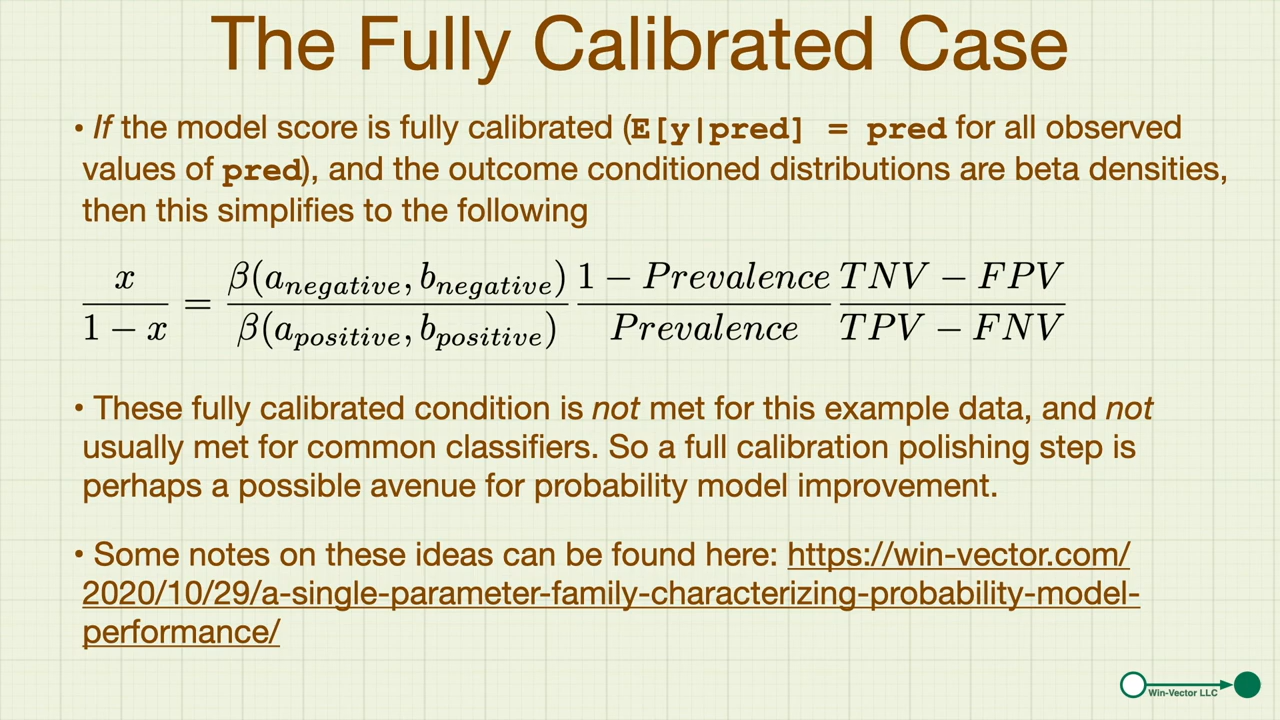 The Fully Calibrated Case
• If the model score is fully calibrated (E[y|pred] = pred for all observed
values of pred), and the outcome conditioned distributions are beta densities,
then this simplifies to the following
x/(1 − x) = β(a_negative, b_negative)/β(a_positive, b_positive) (1 − Prevalence)/Prevalence (TNV − FPV)/(TPV − FNV)
• These fully calibrated condition is not met for this example data, and not
usually met for common classifiers. So a full calibration polishing step is
perhaps a possible avenue for probability model improvement.
• Some notes on these ideas can be found here: https://win-vector.com/
2020/10/29/a-single-parameter-family-characterizing-probability-model-
performance/
Win-Vector LLC